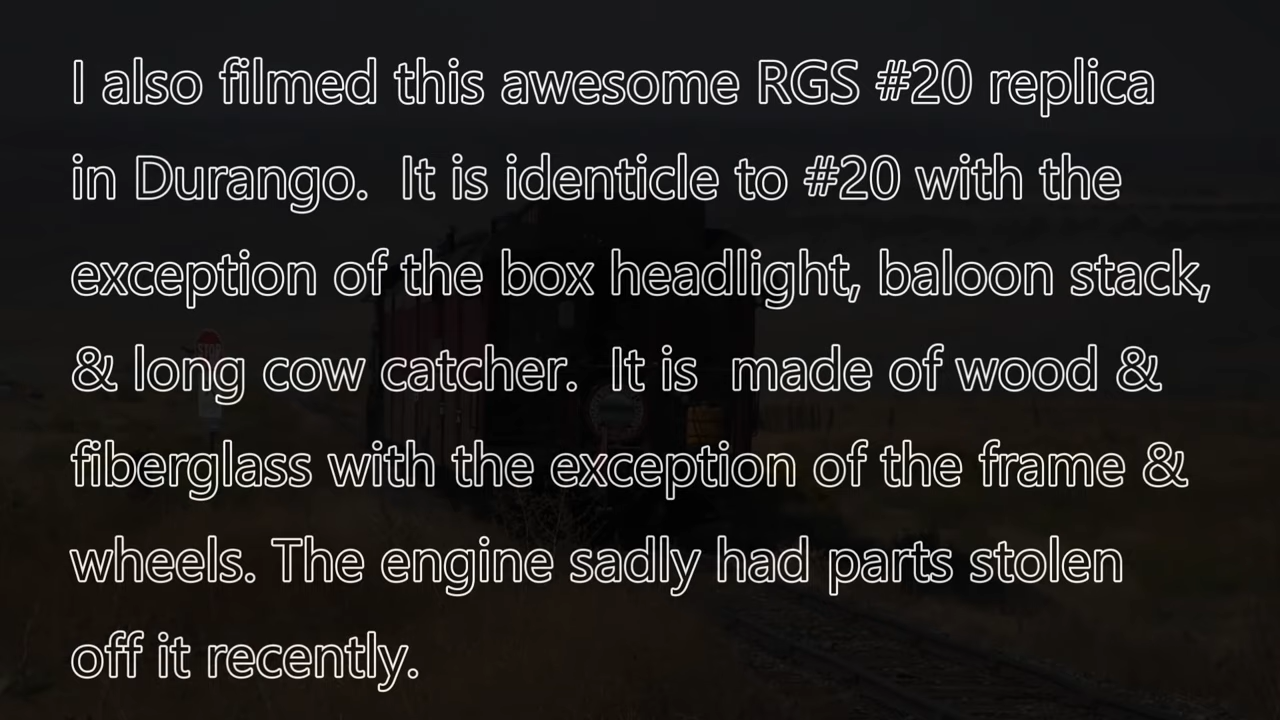 I also filmed this awesome RGS #20 replica
in Durango.  It is identicle to #20 with the
exception of the box headlight, baloon stack,
& long cow catcher.  It is  made of wood &
fiberglass with the exception of the frame &
wheels. The engine sadly had parts stolen
off it recently.
STOP